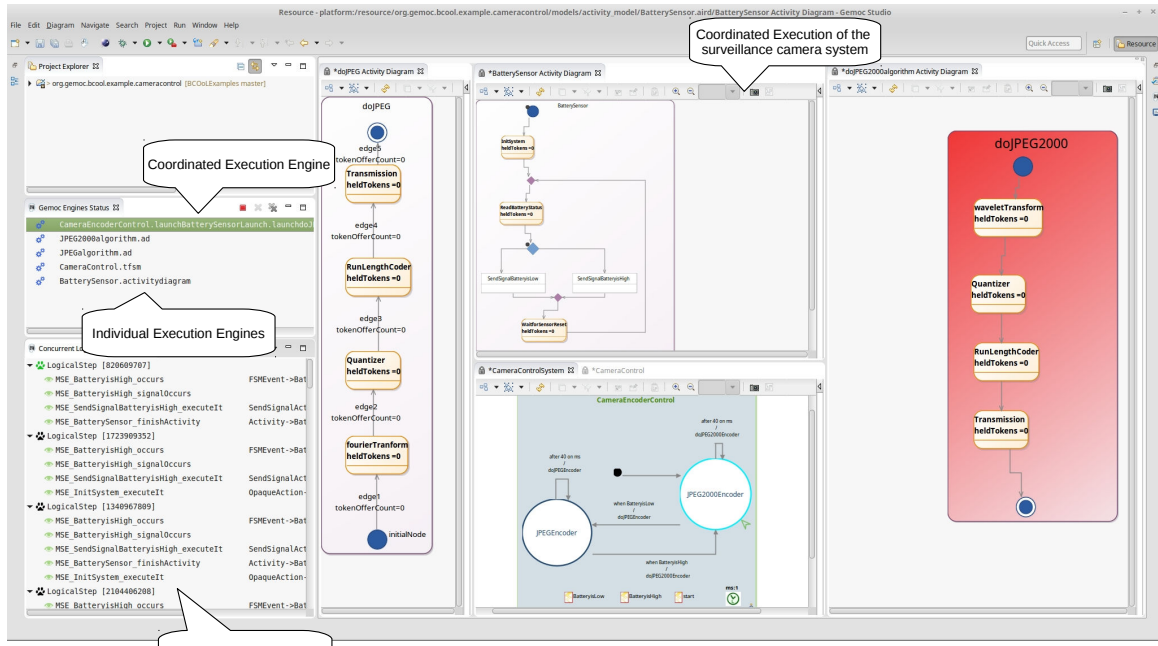 Resource - platform:/resource/org.gemoc.bcool.example.cameracontrol/models/activity_model/BatterySensor.aird/BatterySensor Activity Diagram - Gemoc Studio
File Edit Diagram Navigate Search Project Run Window Help
Coordinated Execution of the
surveillance camera system
Quick Access
Resource
Project Explorer
org.gemoc.bcool.example.cameracontrol [BCOoLExamples master]
Coordinated Execution Engine
Gemoc Engines Status
CameraEncoderControl.launchBatterySensorLaunch.launchdoJ
JPEG2000algorithm.ad
JPEGalgorithm.ad
CameraControl.tfsm
BatterySensor.activitydiagram
Individual Execution Engines
Concurrent Lo
LogicalStep [820609707]
MSE_BatteryisHigh_occurs FSMEvent->Bat
MSE_BatteryisHigh_signalOccurs
MSE_SendSignalBatteryisHigh_executeIt SendSignalAct
MSE_BatterySensor_finishActivity Activity->Bat
LogicalStep [1723909352]
MSE_BatteryisHigh_occurs FSMEvent->Bat
MSE_BatteryisHigh_signalOccurs
MSE_SendSignalBatteryisHigh_executeIt SendSignalAct
MSE_InitSystem_executeIt OpaqueAction-
LogicalStep [1340967809]
MSE_BatteryisHigh_occurs FSMEvent->Bat
MSE_BatteryisHigh_signalOccurs
MSE_SendSignalBatteryisHigh_executeIt SendSignalAct
MSE_BatterySensor_finishActivity Activity->Bat
MSE_InitSystem_executeIt OpaqueAction-
LogicalStep [2104406208]
MSE_BatteryisHigh_occurs FSMEvent->Bat
*doJPEG Activity Diagram
doJPEG
edge5
tokenOfferCount=0
Transmission
heldTokens =0
edge4
tokenOfferCount=0
RunLengthCoder
heldTokens =0
edge3
tokenOfferCount=0
Quantizer
heldTokens =0
edge2
tokenOfferCount=0
fourierTranform
heldTokens =0
edge1
tokenOfferCount=0
initialNode
*BatterySensor Activity Diagram
BatterySensor
InitSystem
heldTokens =0
ReadBatteryStatus
heldTokens =0
SendSignalBatteryisLow
SendSignalBatteryisHigh
WaitforSensorReset
heldTokens =0
*CameraControlSystem
*CameraControl
CameraEncoderControl
after 40 on ms
/
doJPEG2000Encoder
after 40 on ms
/
doJPEGEncoder
JPEG2000Encoder
when BatteryisLow
/
doJPEGEncoder
JPEGEncoder
when BatteryisHigh
/
doJPEG2000Encoder
BatteryisLow
BatteryisHigh
start
ms:1
*doJPEG2000algorithm Activity Diagram
doJPEG2000
waveletTransform
heldTokens =0
Quantizer
heldTokens =0
RunLengthCoder
heldTokens =0
Transmission
heldTokens =0